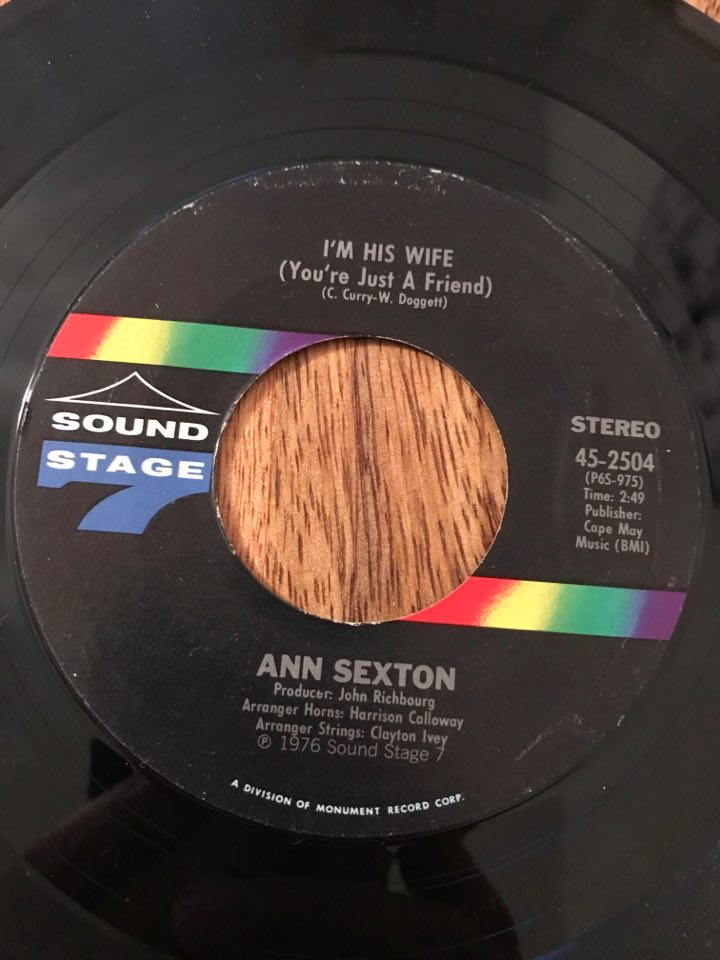 I'M HIS WIFE
(You're Just A Friend)
(C. Curry-W. Doggett)
SOUND
STAGE
7
STEREO
45-2504
(P6S-975)
Time: 2:49
Publisher:
Cape May
Music (BMI)
ANN SEXTON
Producer: John Richbourg
Arranger Horns: Harrison Calloway
Arranger Strings: Clayton Ivey
℗ 1976 Sound Stage 7
A DIVISION OF MONUMENT RECORD CORP.